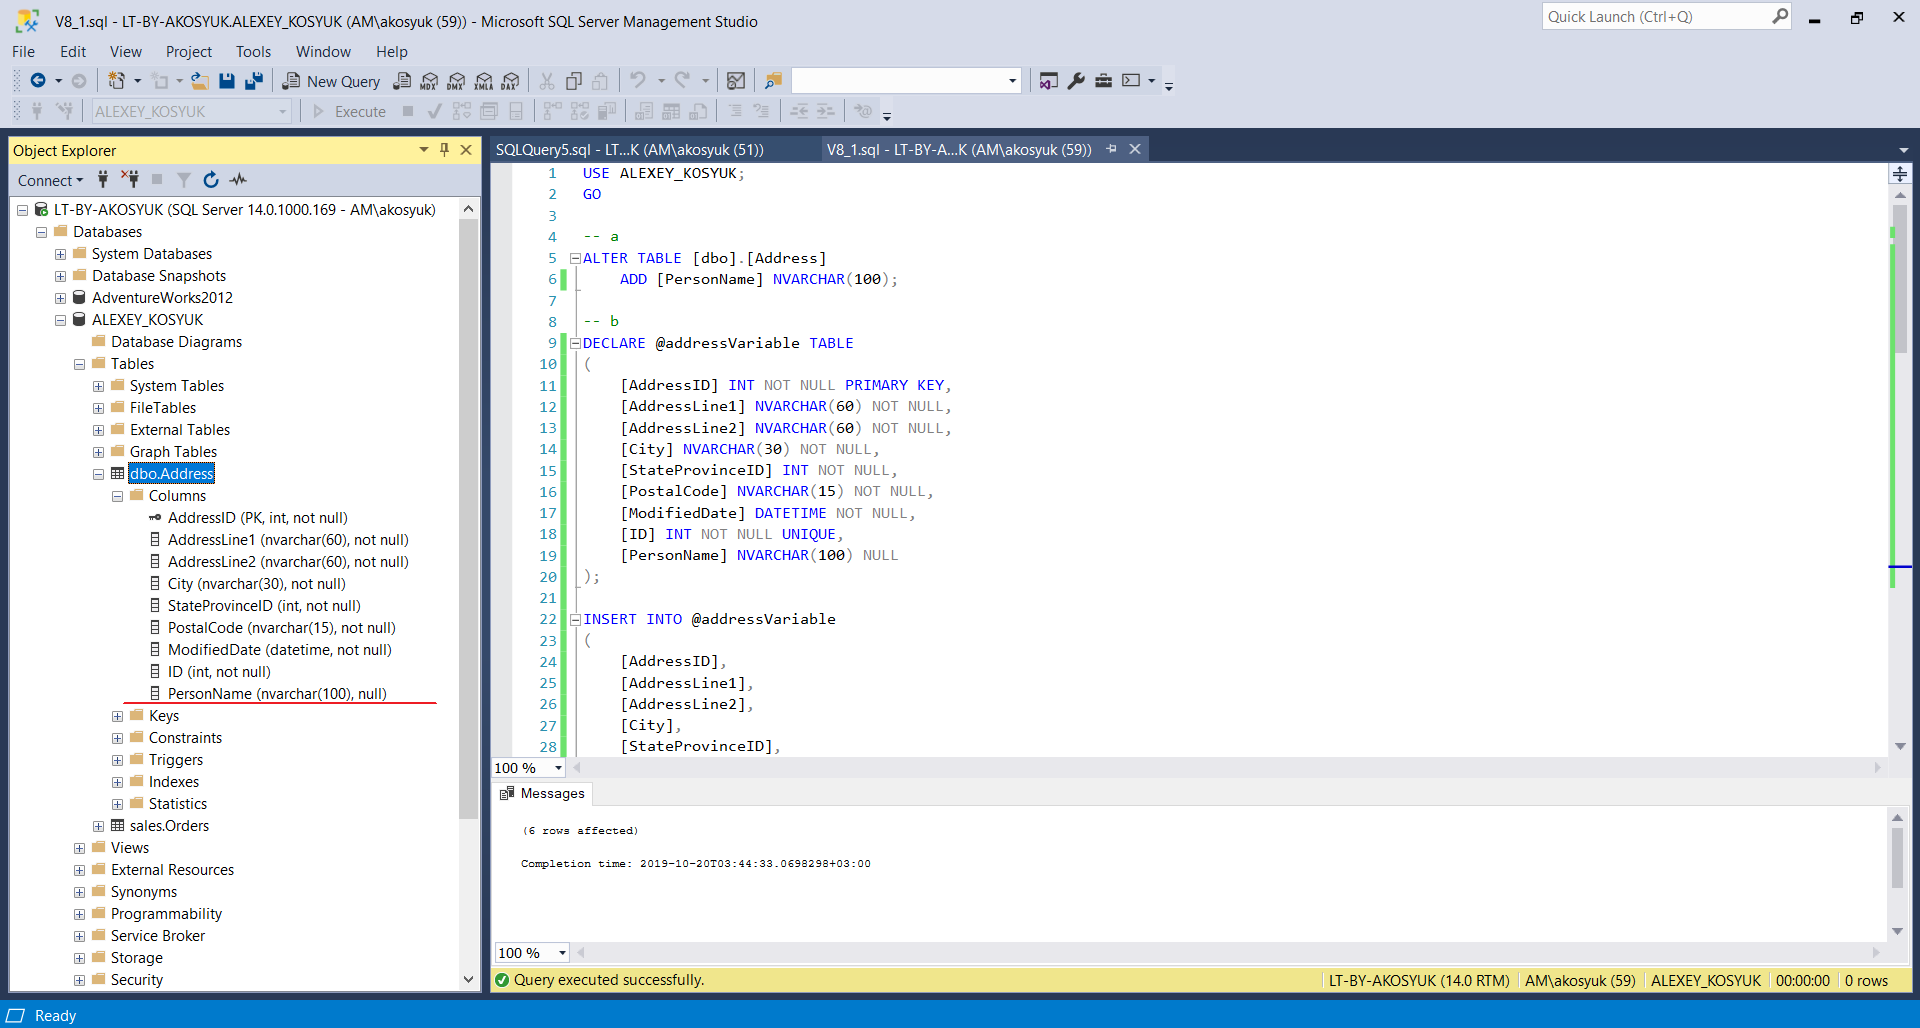 V8_1.sql - LT-BY-AKOSYUK.ALEXEY_KOSYUK (AM\akosyuk (59)) - Microsoft SQL Server Management Studio
Quick Launch (Ctrl+Q)
File Edit View Project Tools Window Help
New Query MDX DMX XMLA DAX
ALEXEY_KOSYUK Execute
Object Explorer
Connect
LT-BY-AKOSYUK (SQL Server 14.0.1000.169 - AM\akosyuk)
Databases
System Databases
Database Snapshots
AdventureWorks2012
ALEXEY_KOSYUK
Database Diagrams
Tables
System Tables
FileTables
External Tables
Graph Tables
dbo.Address
Columns
AddressID (PK, int, not null)
AddressLine1 (nvarchar(60), not null)
AddressLine2 (nvarchar(60), not null)
City (nvarchar(30), not null)
StateProvinceID (int, not null)
PostalCode (nvarchar(15), not null)
ModifiedDate (datetime, not null)
ID (int, not null)
PersonName (nvarchar(100), null)
Keys
Constraints
Triggers
Indexes
Statistics
sales.Orders
Views
External Resources
Synonyms
Programmability
Service Broker
Storage
Security
SQLQuery5.sql - LT...K (AM\akosyuk (51)) V8_1.sql - LT-BY-A...K (AM\akosyuk (59))
1 USE ALEXEY_KOSYUK;
2 GO
3
4 -- a
5 ALTER TABLE [dbo].[Address]
6 ADD [PersonName] NVARCHAR(100);
7
8 -- b
9 DECLARE @addressVariable TABLE
10 (
11 [AddressID] INT NOT NULL PRIMARY KEY,
12 [AddressLine1] NVARCHAR(60) NOT NULL,
13 [AddressLine2] NVARCHAR(60) NOT NULL,
14 [City] NVARCHAR(30) NOT NULL,
15 [StateProvinceID] INT NOT NULL,
16 [PostalCode] NVARCHAR(15) NOT NULL,
17 [ModifiedDate] DATETIME NOT NULL,
18 [ID] INT NOT NULL UNIQUE,
19 [PersonName] NVARCHAR(100) NULL
20 );
21
22 INSERT INTO @addressVariable
23 (
24 [AddressID],
25 [AddressLine1],
26 [AddressLine2],
27 [City],
28 [StateProvinceID],
100 %
Messages
(6 rows affected)
Completion time: 2019-10-20T03:44:33.0698298+03:00
100 %
Query executed successfully. LT-BY-AKOSYUK (14.0 RTM) AM\akosyuk (59) ALEXEY_KOSYUK 00:00:00 0 rows
Ready